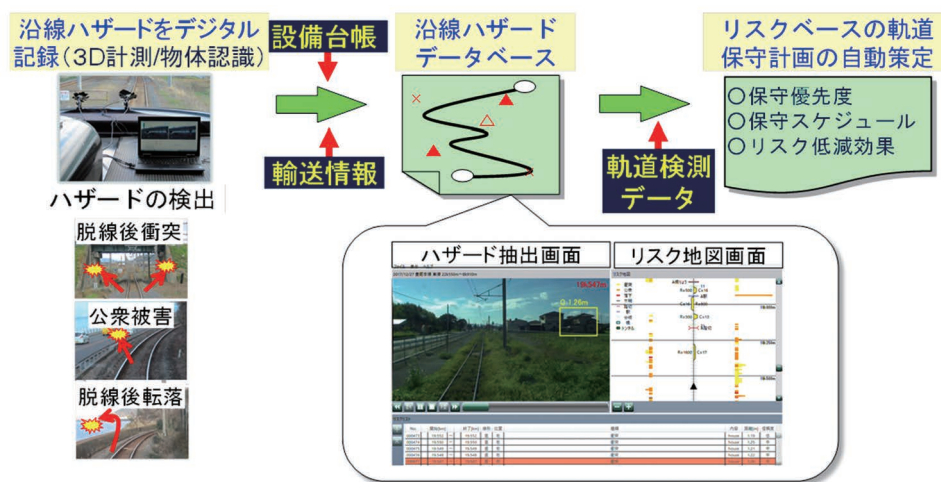 沿線ハザードをデジタル
記録(3D計測/物体認識)
設備台帳
輸送情報
沿線ハザード
データベース
軌道検測
データ
リスクベースの軌道
保守計画の自動策定
○保守優先度
○保守スケジュール
○リスク低減効果
ハザードの検出
脱線後衝突
公衆被害
脱線後転落
ハザード抽出画面
リスク地図画面
19k547m
Q:1.26m
リスク地図